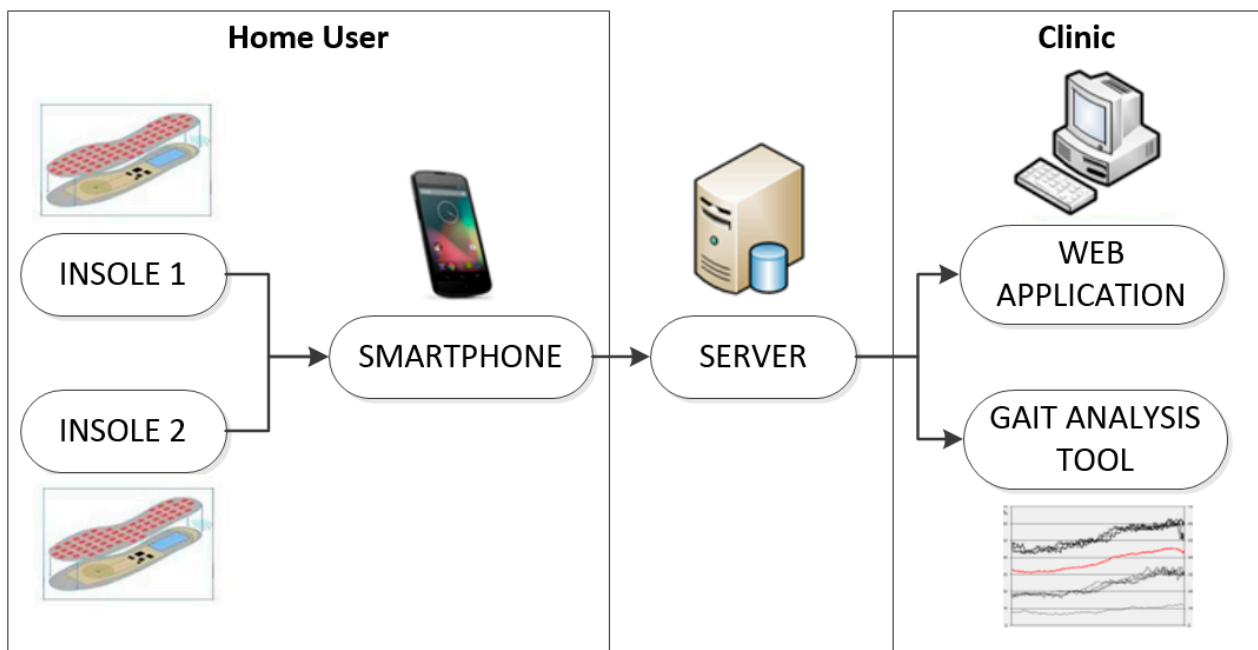 Home User
Clinic
INSOLE 1
INSOLE 2
SMARTPHONE
SERVER
WEB
APPLICATION
GAIT ANALYSIS
TOOL